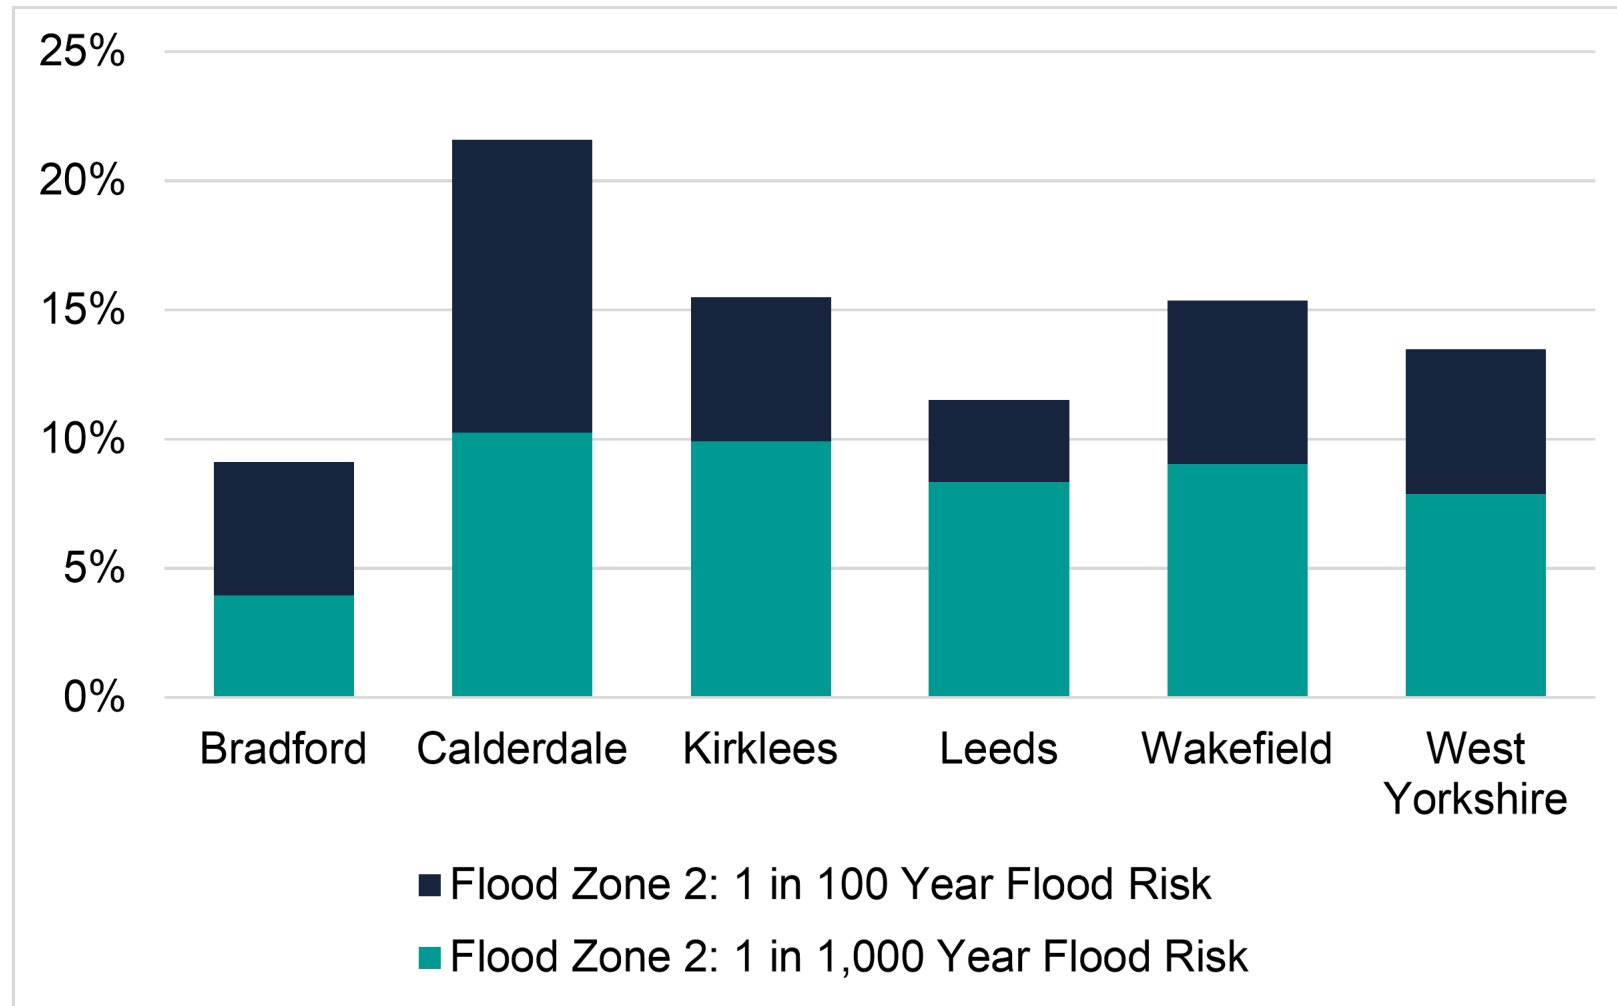 25%
20%
15%
10%
5%
0%
Bradford
Calderdale
Kirklees
Leeds
Wakefield
West
Yorkshire
Flood Zone 2: 1 in 100 Year Flood Risk
Flood Zone 2: 1 in 1,000 Year Flood Risk